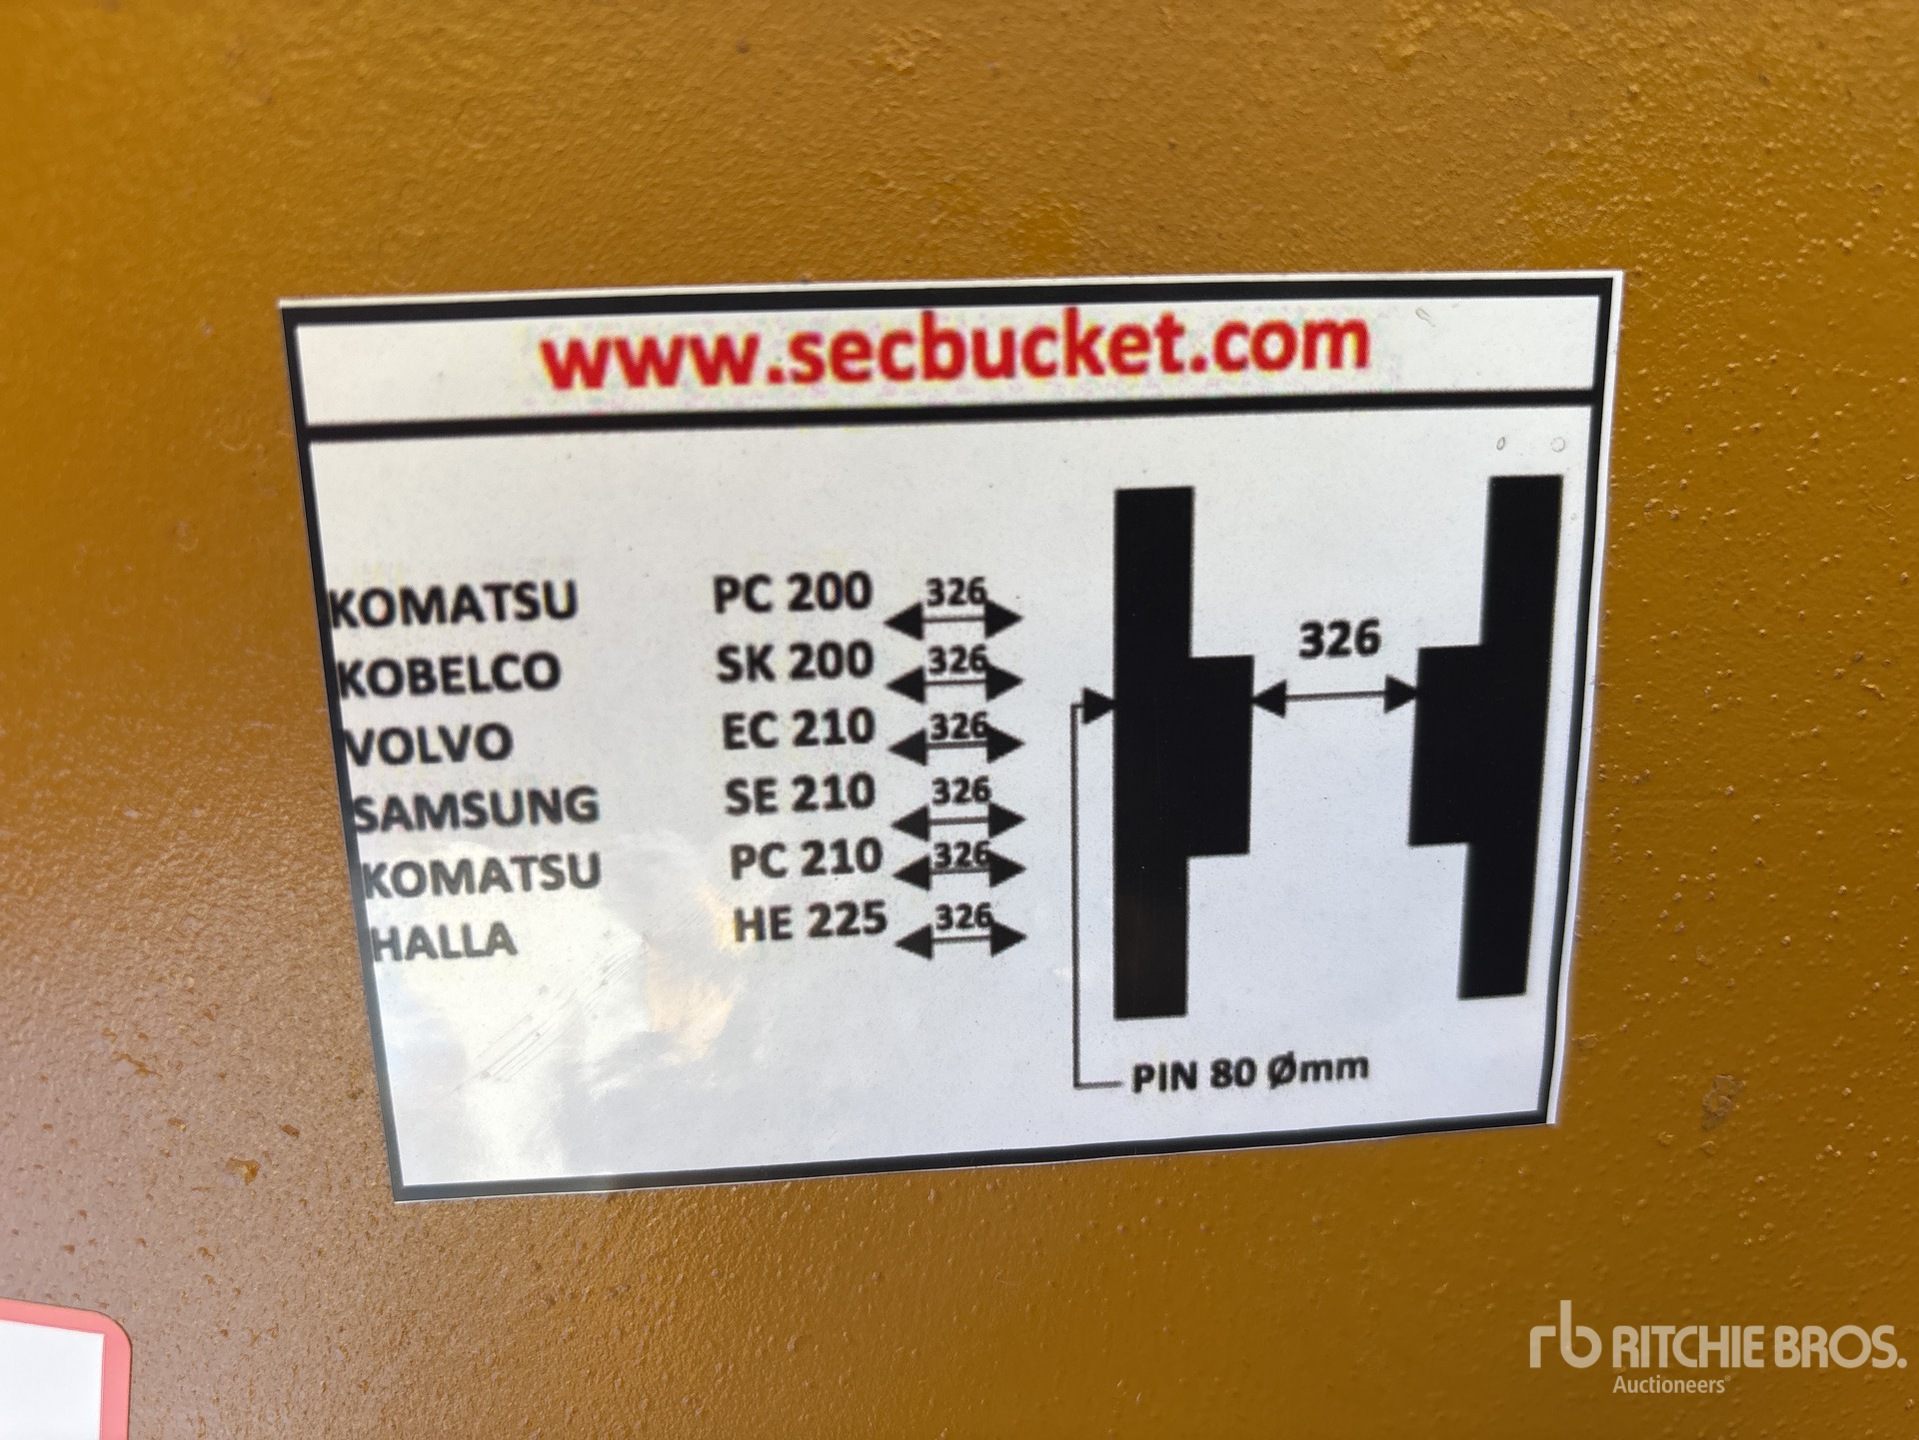 www.secbucket.com
KOMATSU PC 200 326
KOBELCO SK 200 326
VOLVO EC 210 326
SAMSUNG SE 210 326
KOMATSU PC 210 326
HALLA HE 225 326
326
PIN 80 Ømm
rb RITCHIE BROS.
Auctioneers